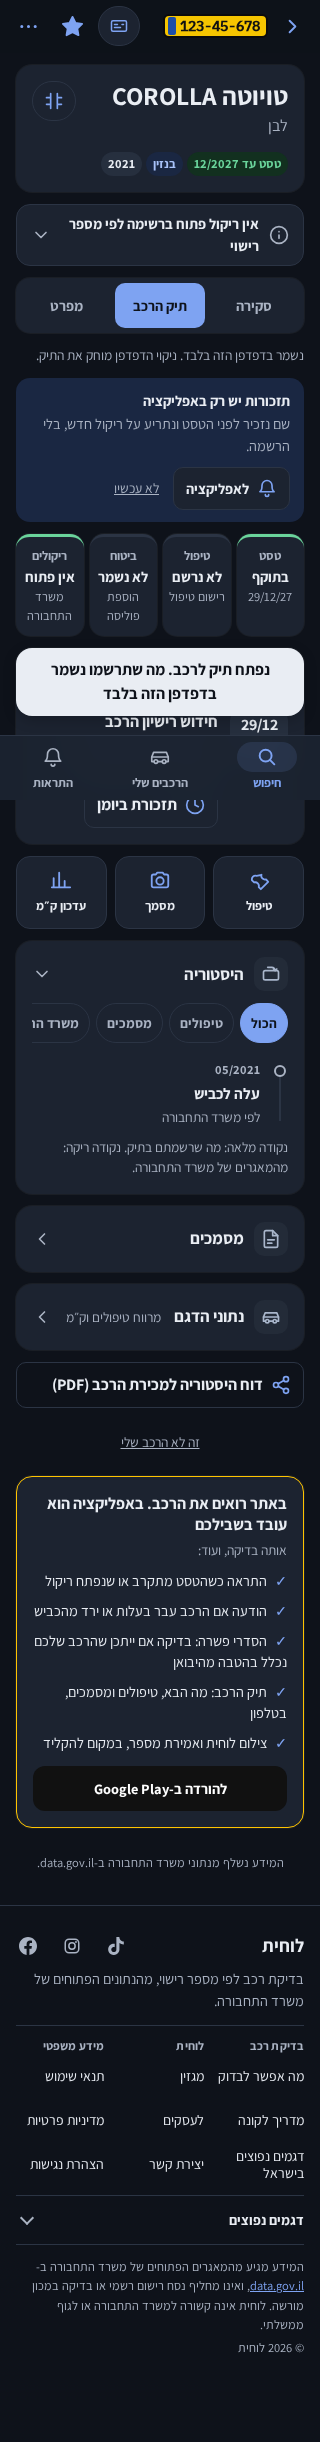 123-45-678
טויוטה COROLLA
לבן
טסט עד 12/2027
בנזין
2021
אין ריקול פתוח ברשימה לפי מספר
רישוי
סקירה
תיק הרכב
מפרט
נשמר בדפדפן הזה בלבד. ניקוי הדפדפן מוחק את התיק.
תזכורות יש רק באפליקציה
שם נזכיר לפני הטסט ונתריע על ריקול חדש, בלי
הרשמה.
לאפליקציה
לא עכשיו
טסט
בתוקף
29/12/27
טיפול
לא נרשם
רישום טיפול
ביטוח
לא נשמר
הוספת
פוליסה
ריקולים
אין פתוח
משרד
התחבורה
נפתח תיק לרכב. מה שתרשמו נשמר
בדפדפן הזה בלבד
29/12
חידוש רישיון הרכב
חיפוש
הרכבים שלי
התראות
תזכורת ביומן
טיפול
מסמך
עדכון ק״מ
היסטוריה
הכול
טיפולים
מסמכים
משרד הת
05/2021
עלה לכביש
לפי משרד התחבורה
נקודה מלאה: מה שרשמתם בתיק. נקודה ריקה:
מהמאגרים של משרד התחבורה.
מסמכים
נתוני הדגם
מרווח טיפולים וק״מ
דוח היסטוריה למכירת הרכב (PDF)
זה לא הרכב שלי
באתר רואים את הרכב. באפליקציה הוא
עובד בשבילכם
אותה בדיקה, ועוד:
✓ התראה כשהטסט מתקרב או שנפתח ריקול
✓ הודעה אם הרכב עבר בעלות או ירד מהכביש
✓ הסדרי פשרה: בדיקה אם ייתכן שהרכב שלכם
נכלל בהטבה מהיבואן
✓ תיק הרכב: מה הבא, טיפולים ומסמכים,
בטלפון
✓ צילום לוחית ואמירת מספר, במקום להקליד
להורדה ב-Google Play
המידע נשלף מנתוני משרד התחבורה ב-data.gov.il.
לוחית
בדיקת רכב לפי מספר רישוי, מהנתונים הפתוחים של
משרד התחבורה.
בדיקת רכב
לוחית
מידע משפטי
מה אפשר לבדוק
מגזין
תנאי שימוש
מדריך לקונה
לעסקים
מדיניות פרטיות
דגמים נפוצים
בישראל
יצירת קשר
הצהרת נגישות
דגמים נפוצים
המידע מגיע מהמאגרים הפתוחים של משרד התחבורה ב-
data.gov.il, ואינו מחליף נסח רישום רשמי או בדיקה במכון
מורשה. לוחית אינה קשורה למשרד התחבורה או לגוף
ממשלתי.
© 2026 לוחית